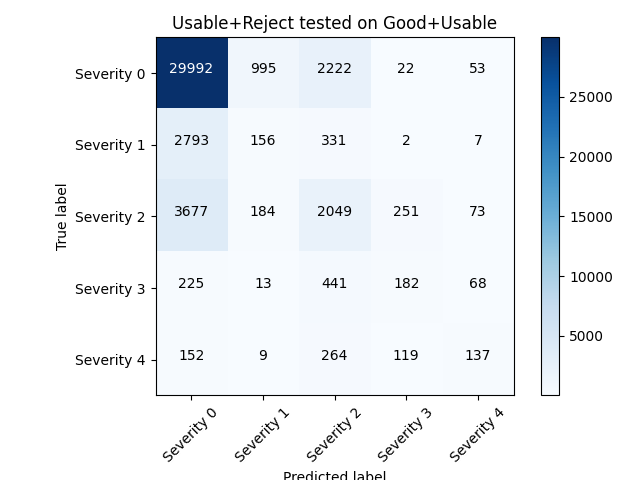 Usable+Reject tested on Good+Usable
Severity 0 29992 995 2222 22 53
Severity 1 2793 156 331 2 7
Severity 2 3677 184 2049 251 73
Severity 3 225 13 441 182 68
Severity 4 152 9 264 119 137
True label
Severity 0 Severity 1 Severity 2 Severity 3 Severity 4
Predicted label
25000
20000
15000
10000
5000